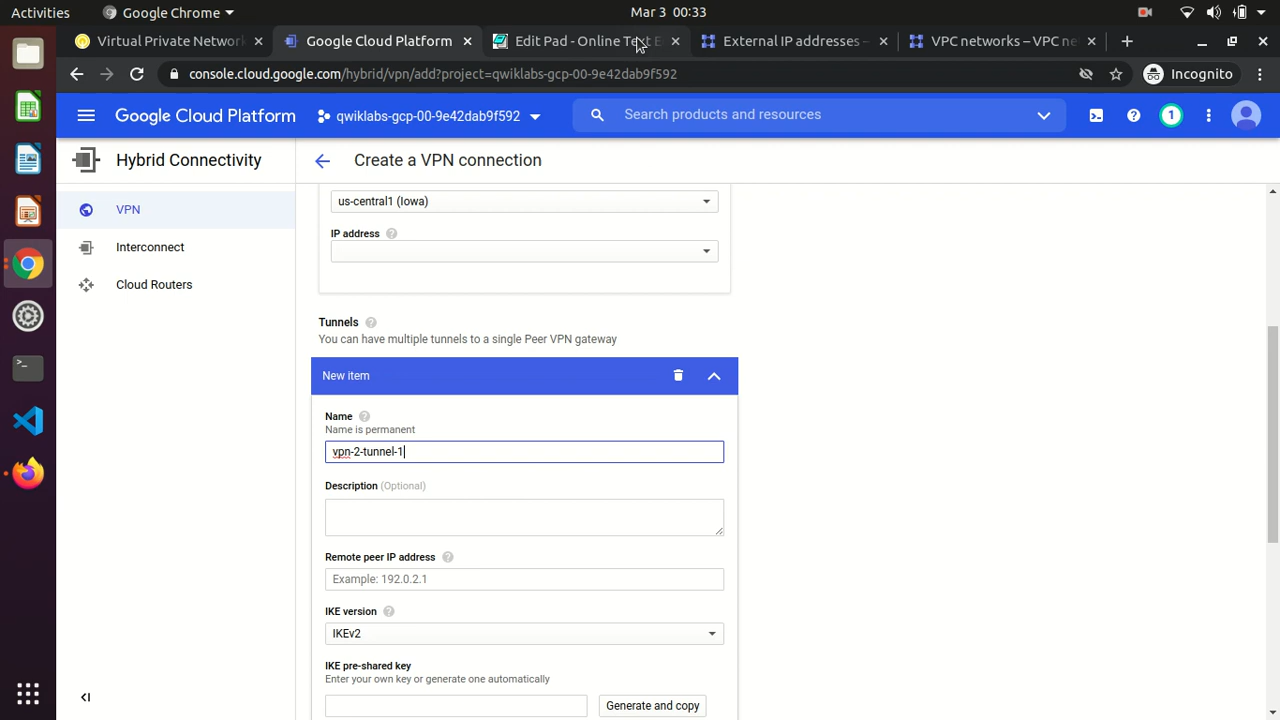 Activities
Google Chrome
Mar 3 00:33
Virtual Private Network
Google Cloud Platform
Edit Pad - Online Text E
External IP addresses –
VPC networks – VPC ne
console.cloud.google.com/hybrid/vpn/add?project=qwiklabs-gcp-00-9e42dab9f592
Incognito
Google Cloud Platform
qwiklabs-gcp-00-9e42dab9f592
Search products and resources
1
Hybrid Connectivity
Create a VPN connection
VPN
Interconnect
Cloud Routers
us-central1 (Iowa)
IP address
Tunnels
You can have multiple tunnels to a single Peer VPN gateway
New item
Name
Name is permanent
vpn-2-tunnel-1
Description (Optional)
Remote peer IP address
Example: 192.0.2.1
IKE version
IKEv2
IKE pre-shared key
Enter your own key or generate one automatically
Generate and copy